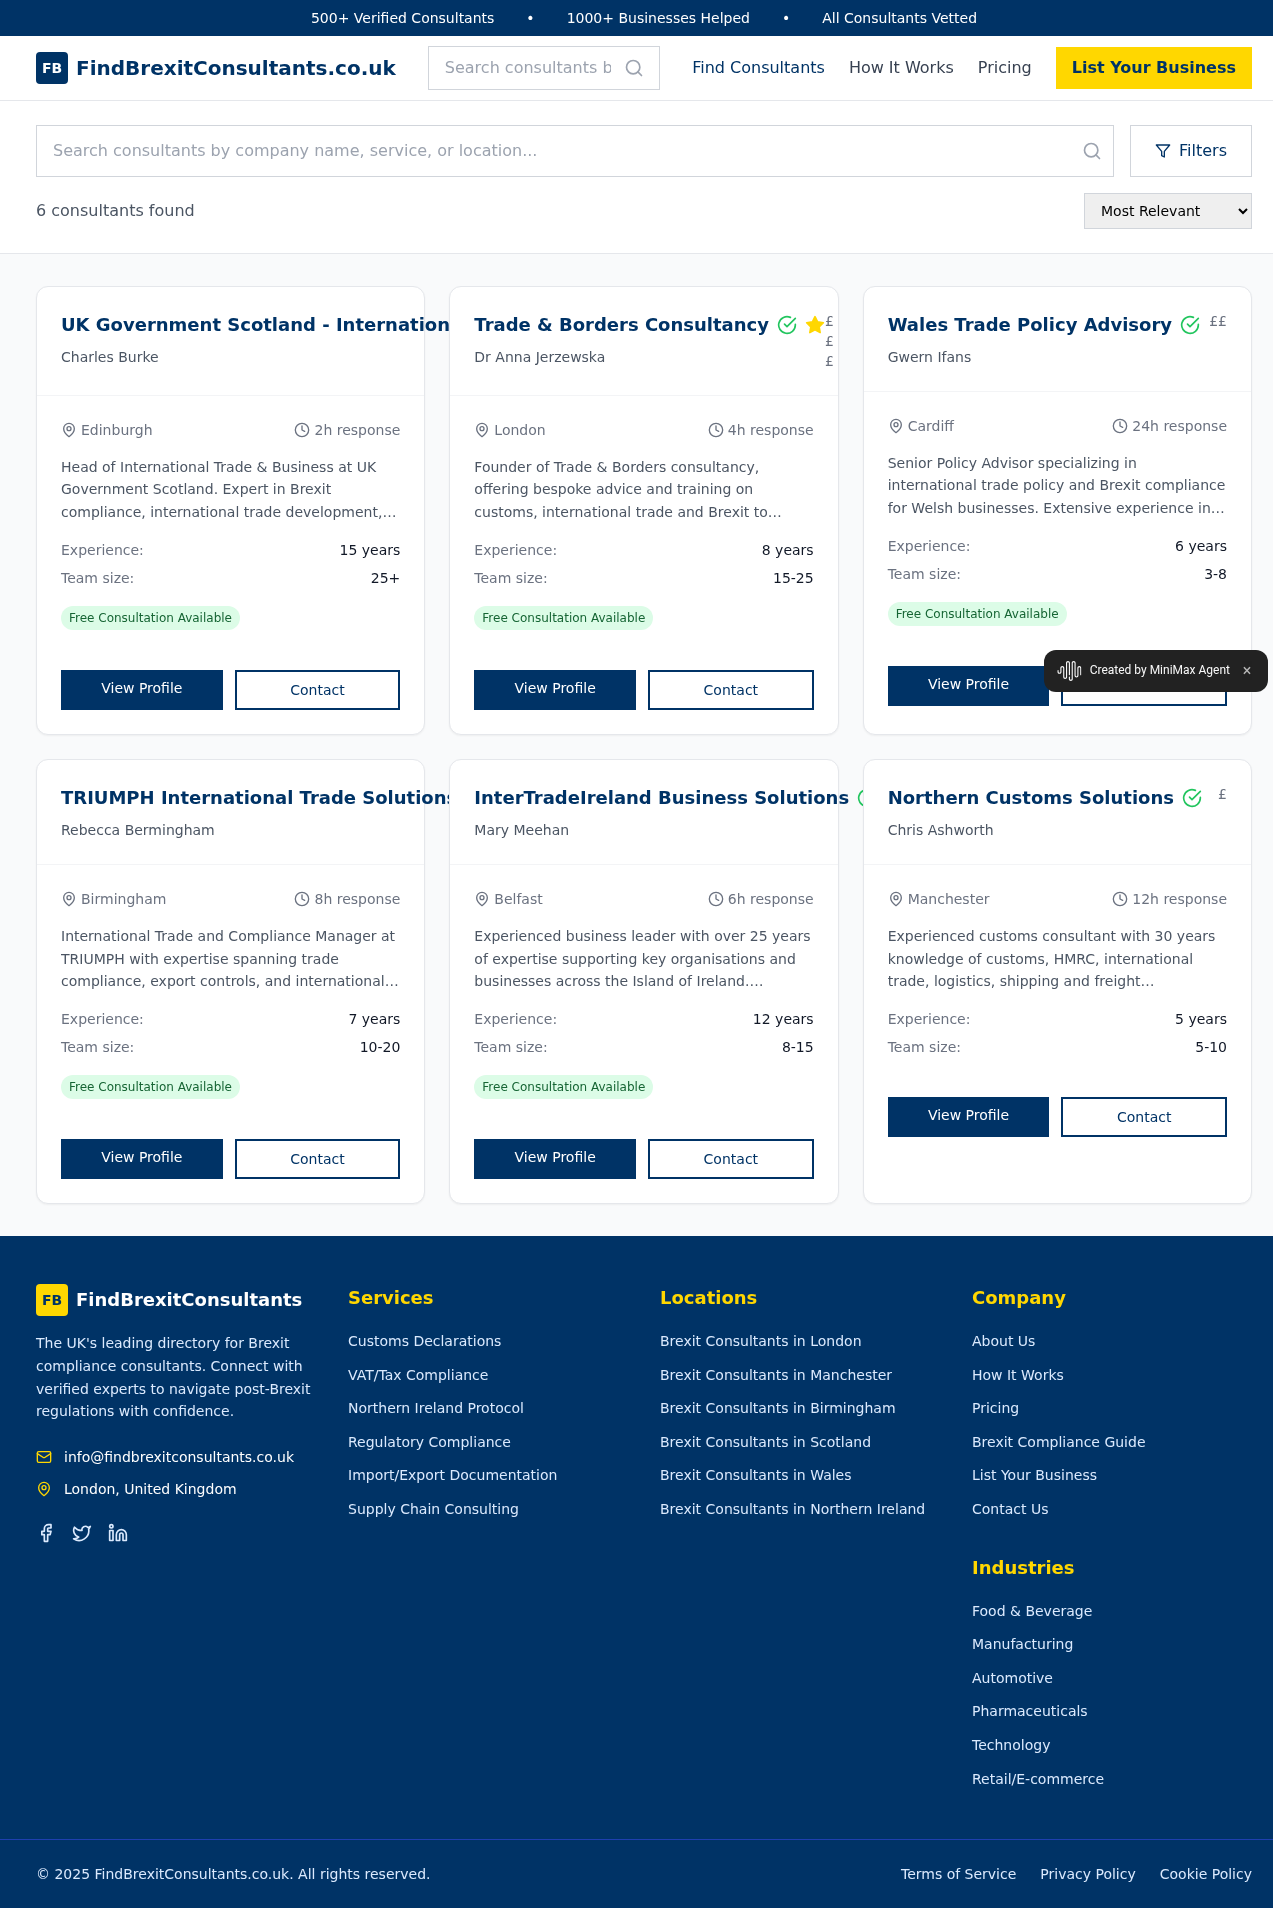 500+ Verified Consultants • 1000+ Businesses Helped • All Consultants Vetted
FB FindBrexitConsultants.co.uk Search consultants b Find Consultants How It Works Pricing List Your Business
Search consultants by company name, service, or location... Filters
6 consultants found Most Relevant
UK Government Scotland - Internation
Charles Burke
Edinburgh 2h response
Head of International Trade & Business at UK
Government Scotland. Expert in Brexit
compliance, international trade development,...
Experience: 15 years
Team size: 25+
Free Consultation Available
View Profile Contact
Trade & Borders Consultancy £
£
£
Dr Anna Jerzewska
London 4h response
Founder of Trade & Borders consultancy,
offering bespoke advice and training on
customs, international trade and Brexit to...
Experience: 8 years
Team size: 15-25
Free Consultation Available
View Profile Contact
Wales Trade Policy Advisory ££
Gwern Ifans
Cardiff 24h response
Senior Policy Advisor specializing in
international trade policy and Brexit compliance
for Welsh businesses. Extensive experience in...
Experience: 6 years
Team size: 3-8
Free Consultation Available
View Profile
Created by MiniMax Agent ×
TRIUMPH International Trade Solutions
Rebecca Bermingham
Birmingham 8h response
International Trade and Compliance Manager at
TRIUMPH with expertise spanning trade
compliance, export controls, and international...
Experience: 7 years
Team size: 10-20
Free Consultation Available
View Profile Contact
InterTradeIreland Business Solutions
Mary Meehan
Belfast 6h response
Experienced business leader with over 25 years
of expertise supporting key organisations and
businesses across the Island of Ireland....
Experience: 12 years
Team size: 8-15
Free Consultation Available
View Profile Contact
Northern Customs Solutions £
Chris Ashworth
Manchester 12h response
Experienced customs consultant with 30 years
knowledge of customs, HMRC, international
trade, logistics, shipping and freight...
Experience: 5 years
Team size: 5-10
View Profile Contact
FB FindBrexitConsultants
The UK's leading directory for Brexit
compliance consultants. Connect with
verified experts to navigate post-Brexit
regulations with confidence.
info@findbrexitconsultants.co.uk
London, United Kingdom
Services
Customs Declarations
VAT/Tax Compliance
Northern Ireland Protocol
Regulatory Compliance
Import/Export Documentation
Supply Chain Consulting
Locations
Brexit Consultants in London
Brexit Consultants in Manchester
Brexit Consultants in Birmingham
Brexit Consultants in Scotland
Brexit Consultants in Wales
Brexit Consultants in Northern Ireland
Company
About Us
How It Works
Pricing
Brexit Compliance Guide
List Your Business
Contact Us
Industries
Food & Beverage
Manufacturing
Automotive
Pharmaceuticals
Technology
Retail/E-commerce
© 2025 FindBrexitConsultants.co.uk. All rights reserved. Terms of Service Privacy Policy Cookie Policy